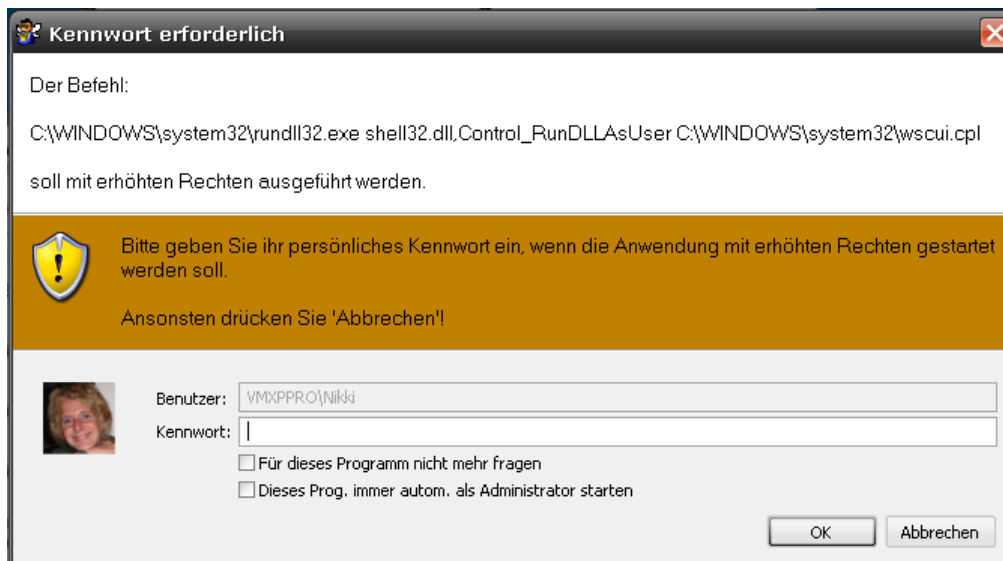 Kennwort erforderlich
Der Befehl:
C:\WINDOWS\system32\rundll32.exe shell32.dll,Control_RunDLLAsUser C:\WINDOWS\system32\wscui.cpl
soll mit erhöhten Rechten ausgeführt werden.
Bitte geben Sie ihr persönliches Kennwort ein, wenn die Anwendung mit erhöhten Rechten gestartet
werden soll.
Ansonsten drücken Sie 'Abbrechen'!
Benutzer: VMXPPRO\Nikki
Kennwort:
Für dieses Programm nicht mehr fragen
Dieses Prog. immer autom. als Administrator starten
OK Abbrechen